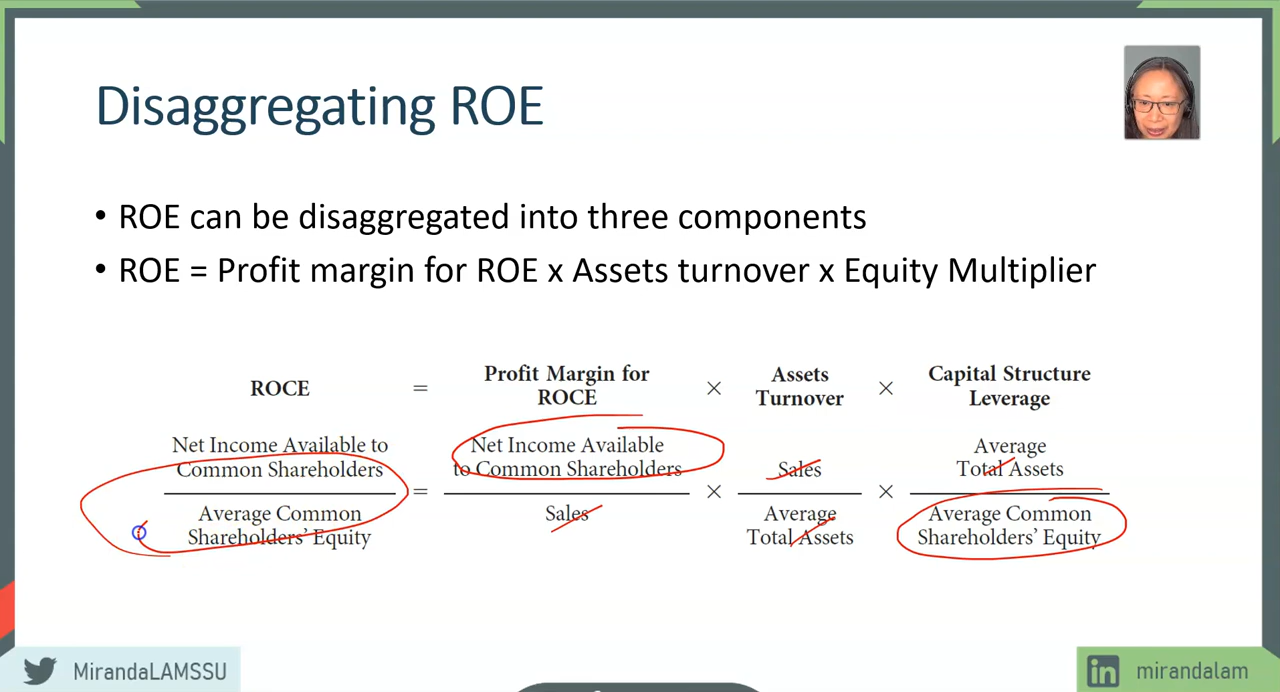 Disaggregating ROE
• ROE can be disaggregated into three components
• ROE = Profit margin for ROE x Assets turnover x Equity Multiplier
ROCE = Profit Margin for ROCE × Assets Turnover × Capital Structure Leverage
Net Income Available to
Common Shareholders
Average Common
Shareholders' Equity
=
Net Income Available
to Common Shareholders
Sales
×
Sales
Average
Total Assets
×
Average
Total Assets
Average Common
Shareholders' Equity
MirandaLAMSSU
in mirandalam